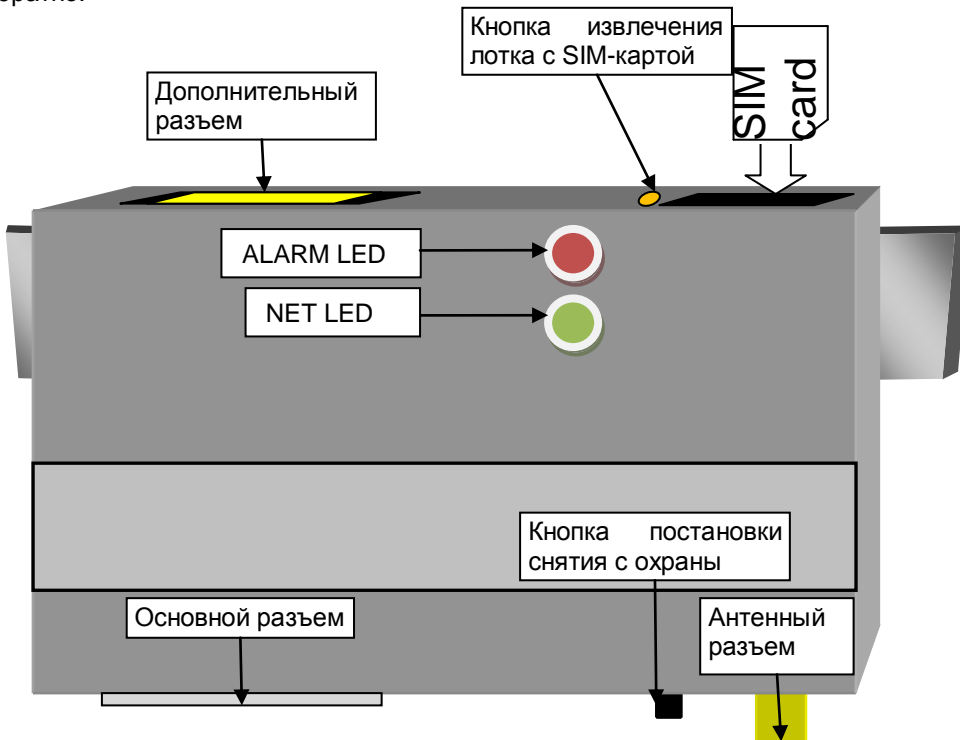 Кнопка извлечения
лотка с SIM-картой
SIM
card
Дополнительный
разъем
ALARM LED
NET LED
Кнопка постановки
снятия с охраны
Основной разъем
Антенный
разъем